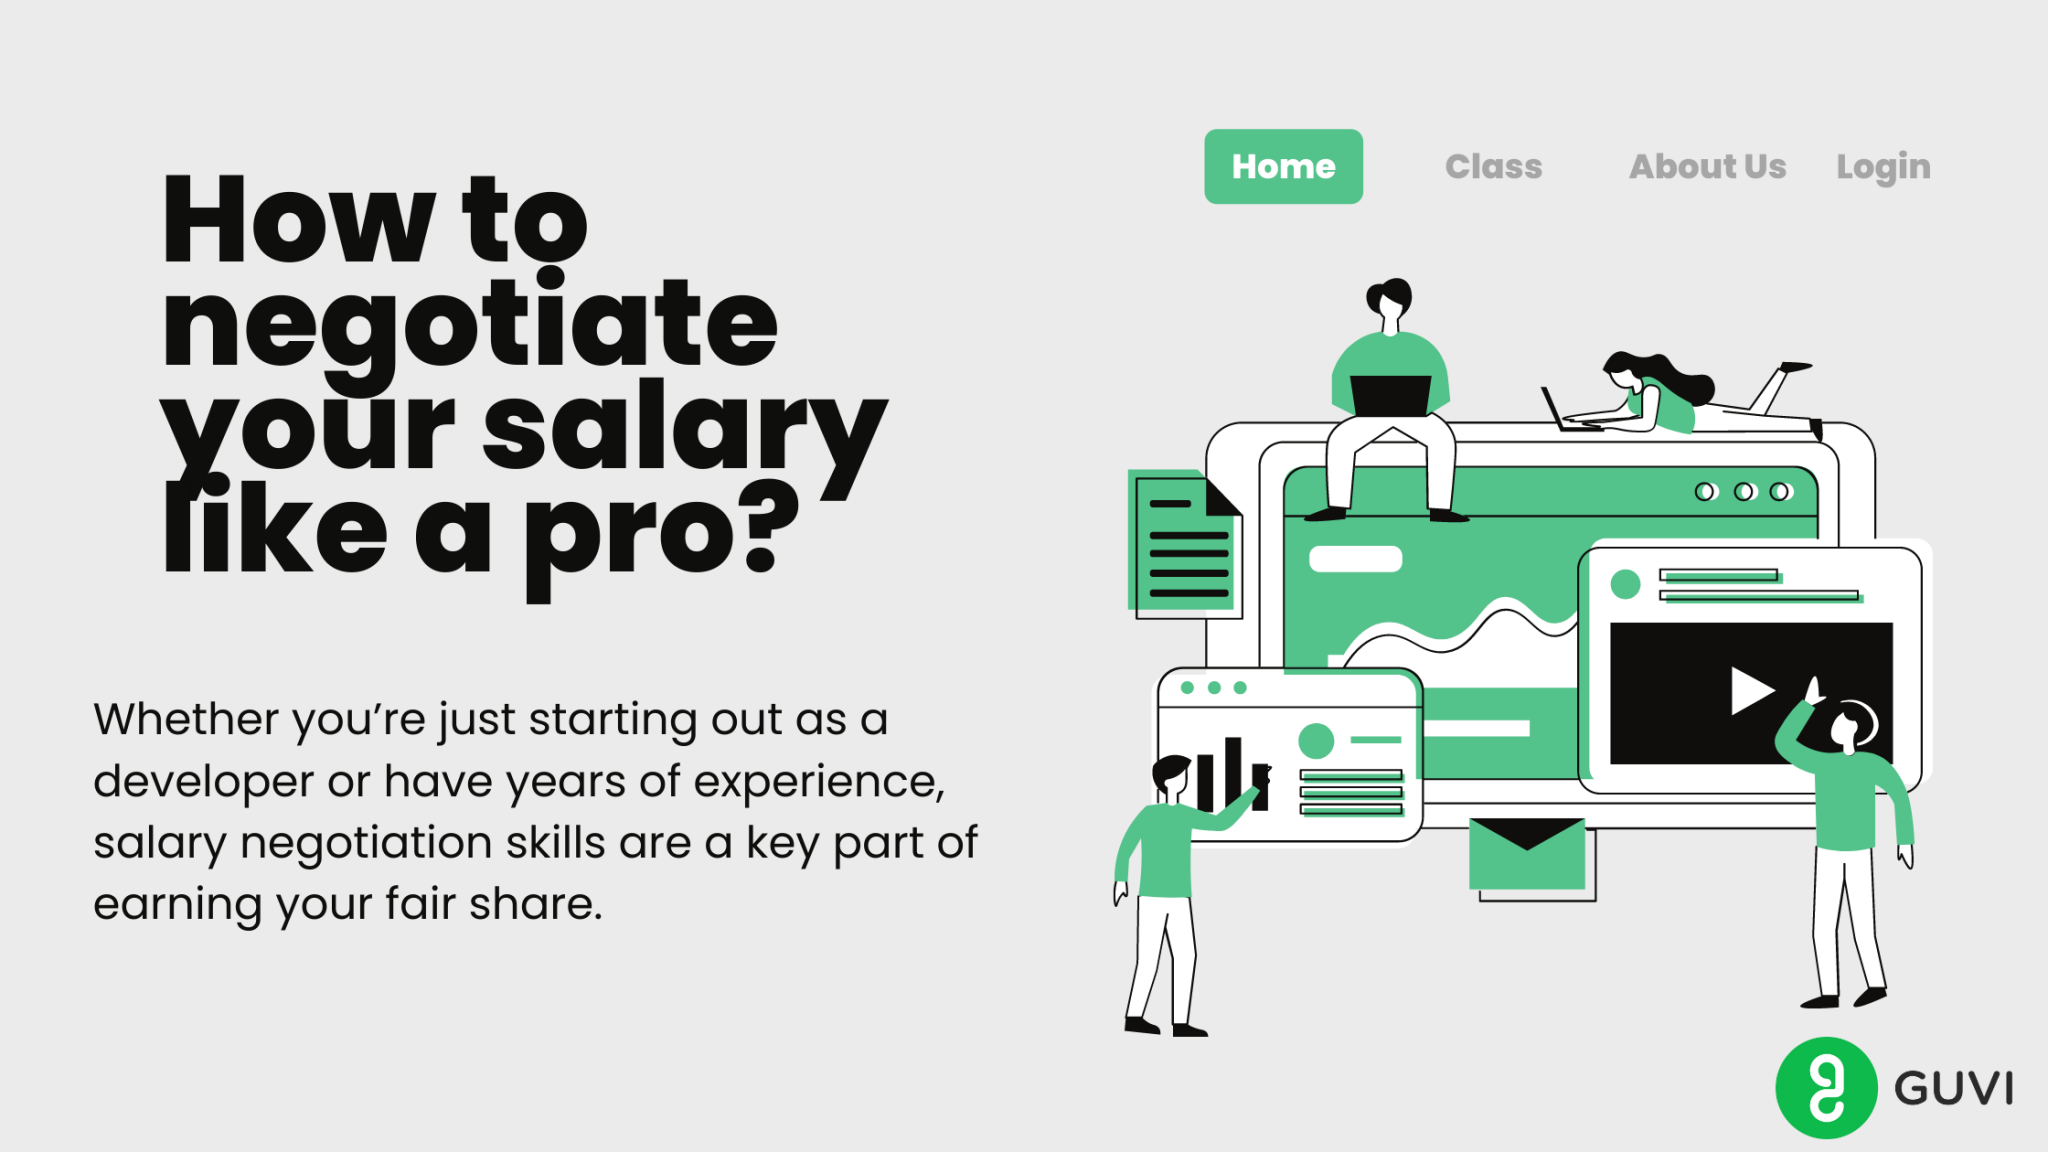 How to
negotiate
your salary
like a pro?
Whether you’re just starting out as a
developer or have years of experience,
salary negotiation skills are a key part of
earning your fair share.
Home Class About Us Login
GUVI